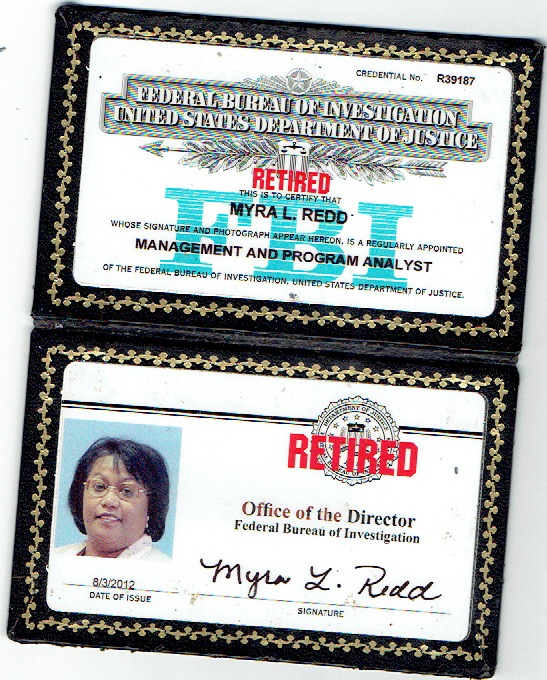 CREDENTIAL No. R39187
FEDERAL BUREAU OF INVESTIGATION
UNITED STATES DEPARTMENT OF JUSTICE
RETIRED
THIS IS TO CERTIFY THAT
FBI
MYRA L. REDD
WHOSE SIGNATURE AND PHOTOGRAPH APPEAR HEREON, IS A REGULARLY APPOINTED
MANAGEMENT AND PROGRAM ANALYST
OF THE FEDERAL BUREAU OF INVESTIGATION, UNITED STATES DEPARTMENT OF JUSTICE.
DEPARTMENT OF JUSTICE
RETIRED
Office of the Director
Federal Bureau of Investigation
Myra L. Redd
8/3/2012
DATE OF ISSUE
SIGNATURE